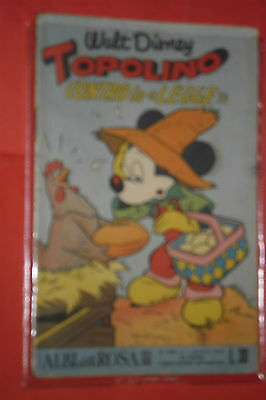 Walt Disney
TOPOLINO
CONTRO la "LEGGE"
ALBI della ROSA
L. 30